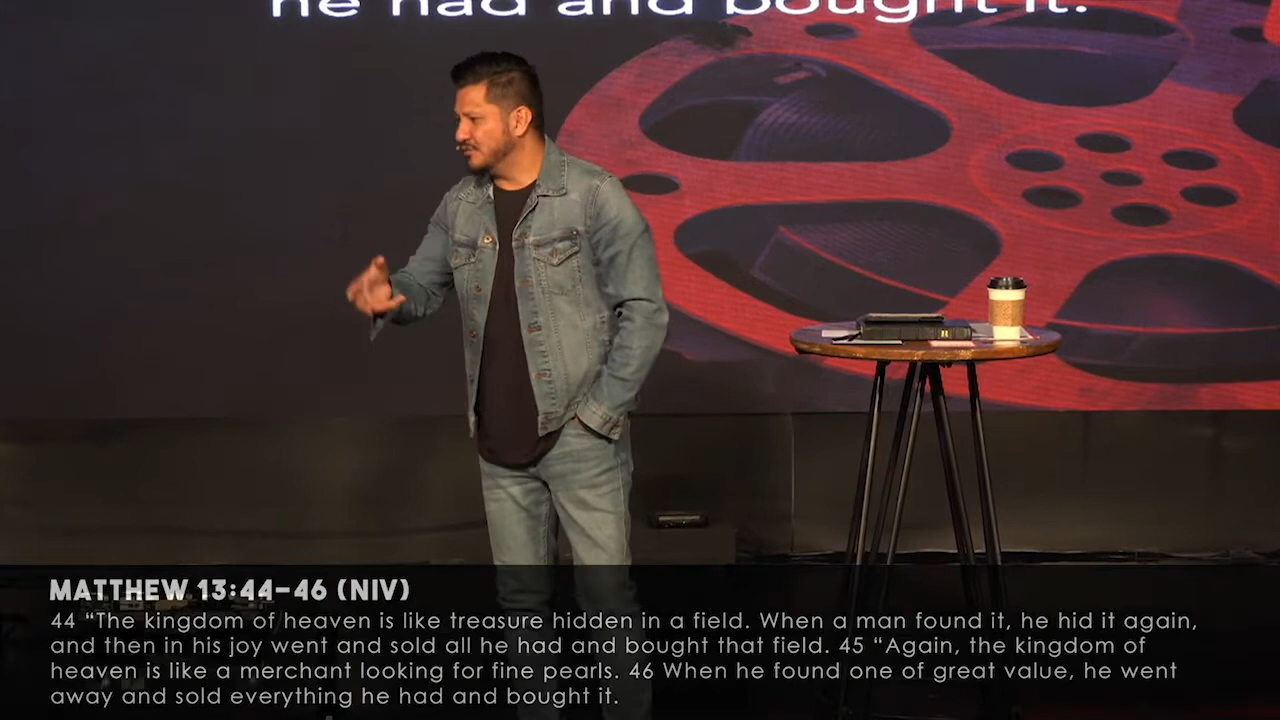 he had and bought it.
MATTHEW 13:44-46 (NIV)
44 “The kingdom of heaven is like treasure hidden in a field. When a man found it, he hid it again,
and then in his joy went and sold all he had and bought that field. 45 “Again, the kingdom of
heaven is like a merchant looking for fine pearls. 46 When he found one of great value, he went
away and sold everything he had and bought it.